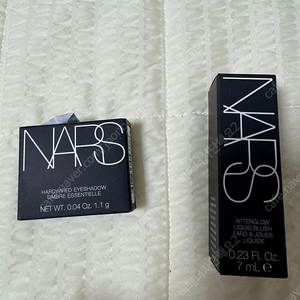 NARS
HARDWIRED EYESHADOW
OMBRE ESSENTIELLE
NET WT. 0.04 Oz. 1.1 g
NARS
AFTERGLOW
LIQUID BLUSH
FARD À JOUES
LIQUIDE
0.23 Fl. Oz.
7 mL e